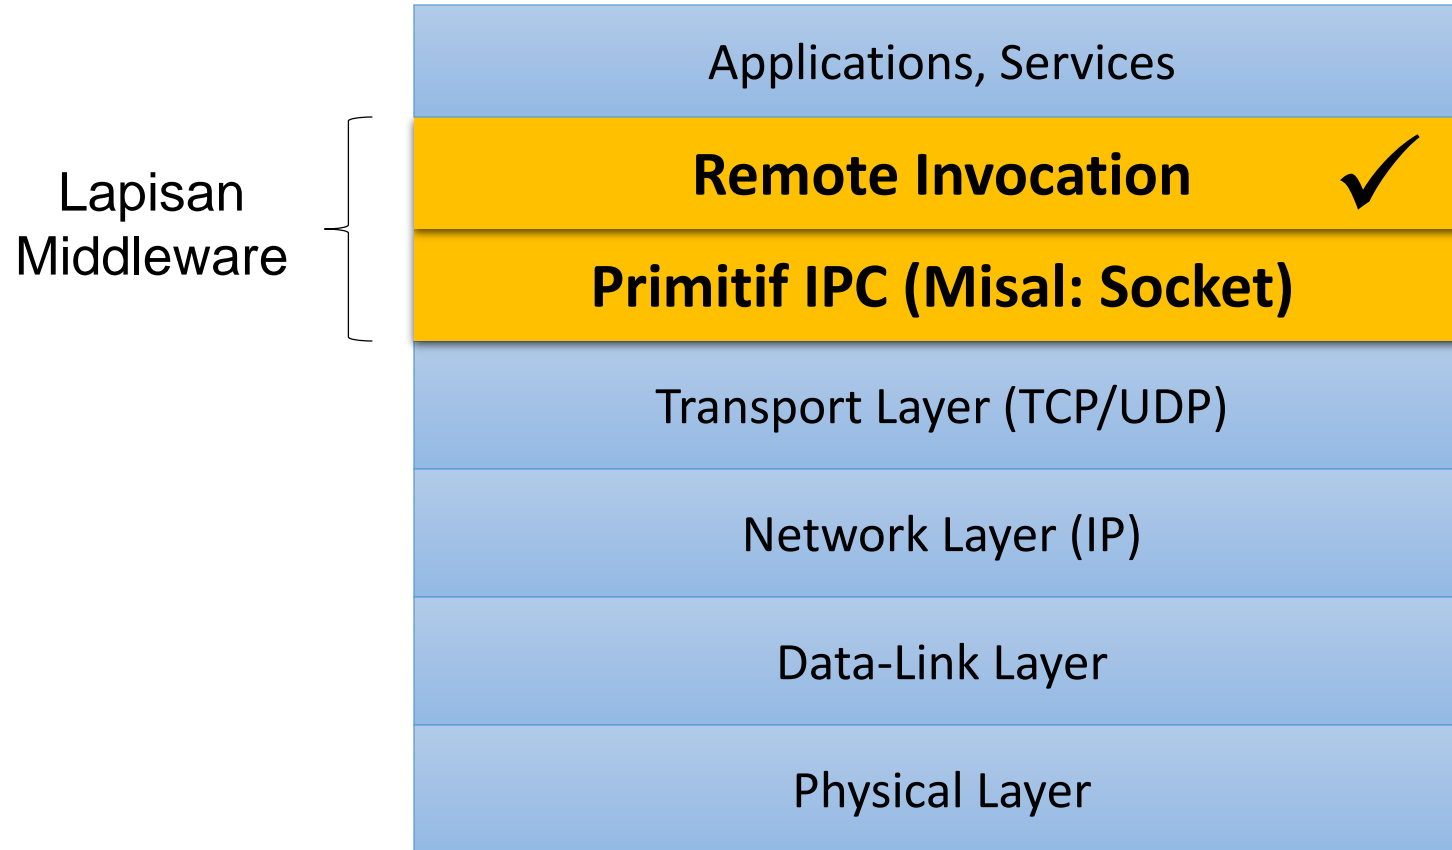 Applications, Services
Lapisan
Middleware
Remote Invocation
Primitif IPC (Misal: Socket)
Transport Layer (TCP/UDP)
Network Layer (IP)
Data-Link Layer
Physical Layer